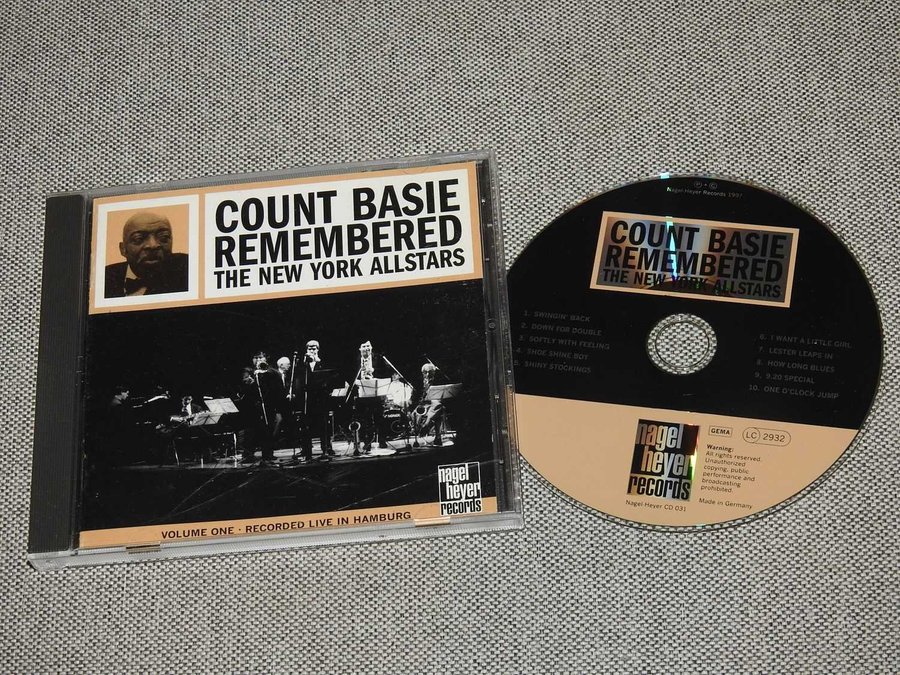 COUNT BASIE
REMEMBERED
THE NEW YORK ALLSTARS
nagel
heyer
records
VOLUME ONE · RECORDED LIVE IN HAMBURG
Ⓟ + ©
Nagel-Heyer Records 1997
COUNT BASIE
REMEMBERED
THE NEW YORK ALLSTARS
1. SWINGIN' BACK
2. DOWN FOR DOUBLE
3. SOFTLY WITH FEELING
4. SHOE SHINE BOY
5. SHINY STOCKINGS
6. I WANT A LITTLE GIRL
7. LESTER LEAPS IN
8. HOW LONG BLUES
9. 9.20 SPECIAL
10. ONE O'CLOCK JUMP
nagel
heyer
records
Nagel Heyer CD 031
GEMA
LC 2932
Warning:
All rights reserved.
Unauthorized
copying, public
performance and
broadcasting
prohibited.
Made in Germany